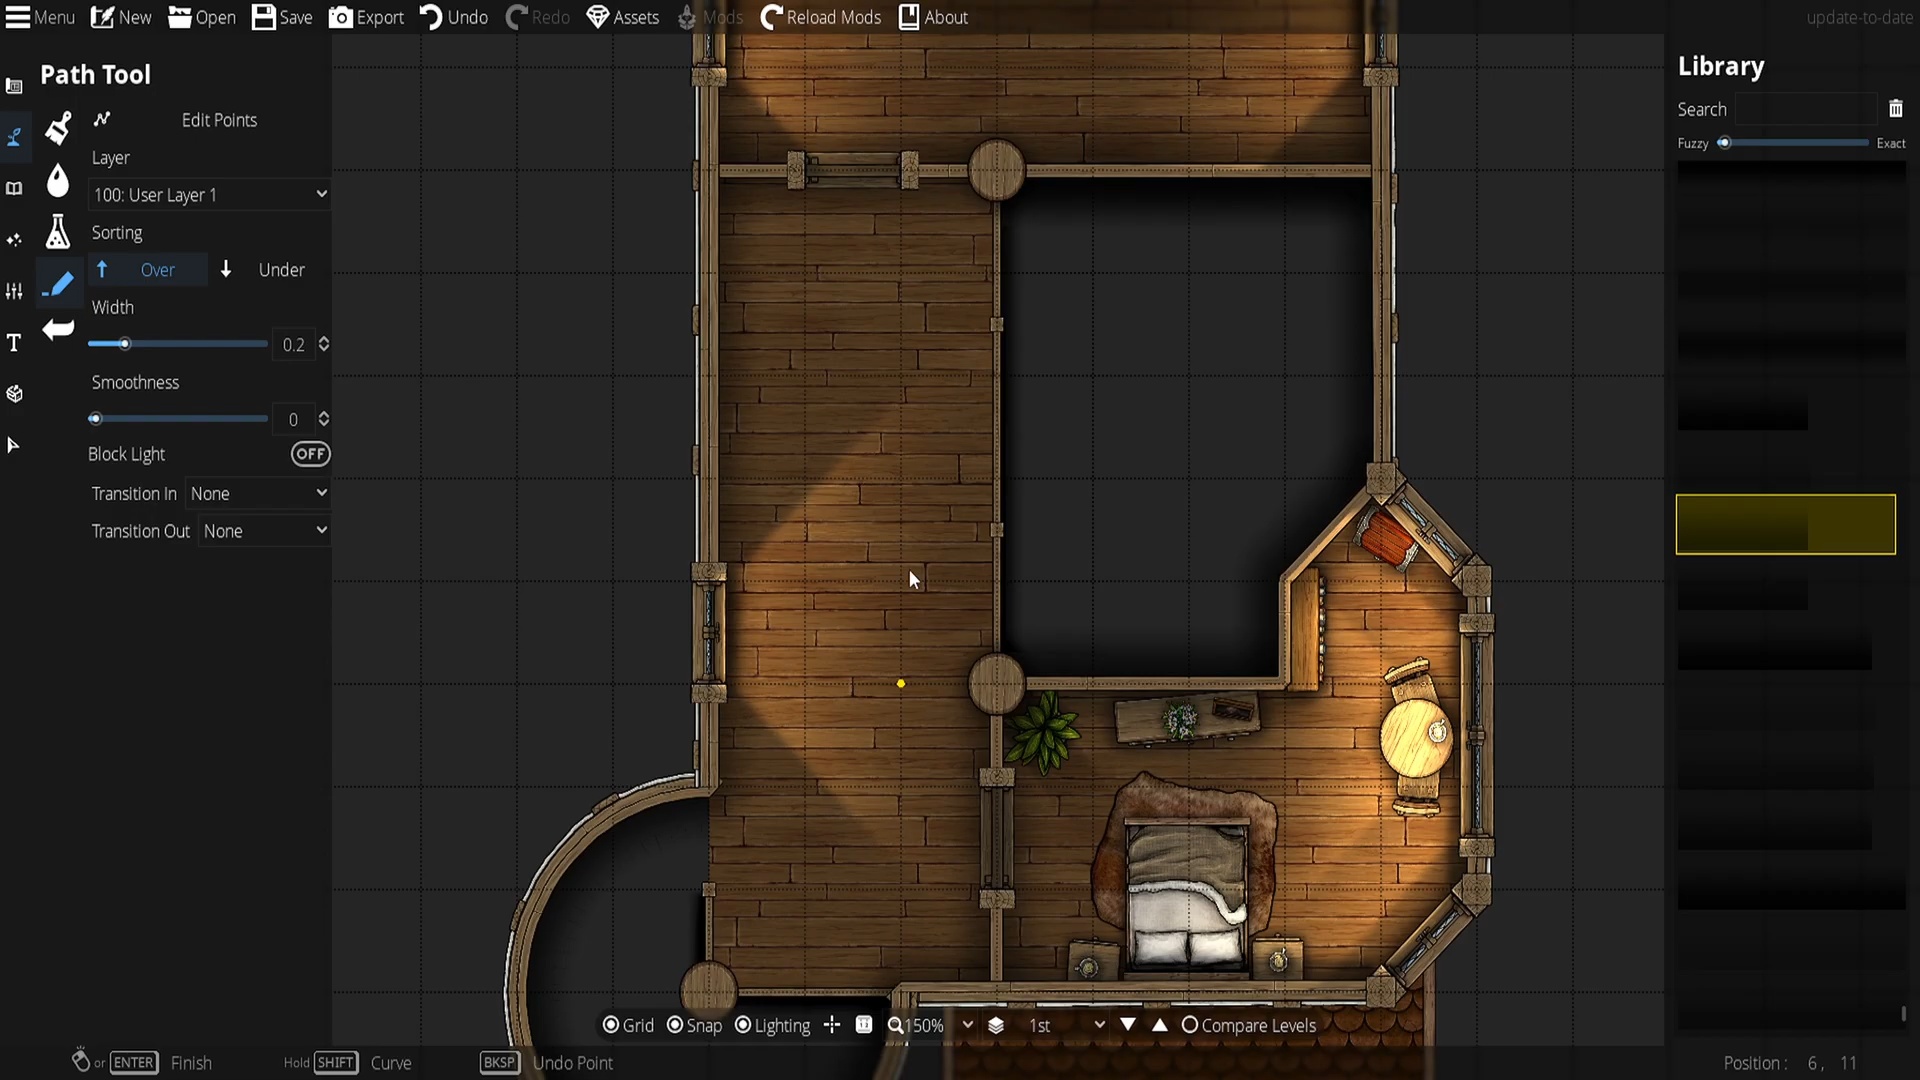 Menu New Open Save Export Undo Redo Assets Mods Reload Mods About update-to-date
Path Tool
Edit Points
Layer
100: User Layer 1
Sorting
Over Under
Width
0.2
Smoothness
0
Block Light OFF
Transition In None
Transition Out None
T
Library
Search
Fuzzy Exact
Grid Snap Lighting 150% 1st Compare Levels
or ENTER Finish Hold SHIFT Curve BKSP Undo Point Position : 6 , 11